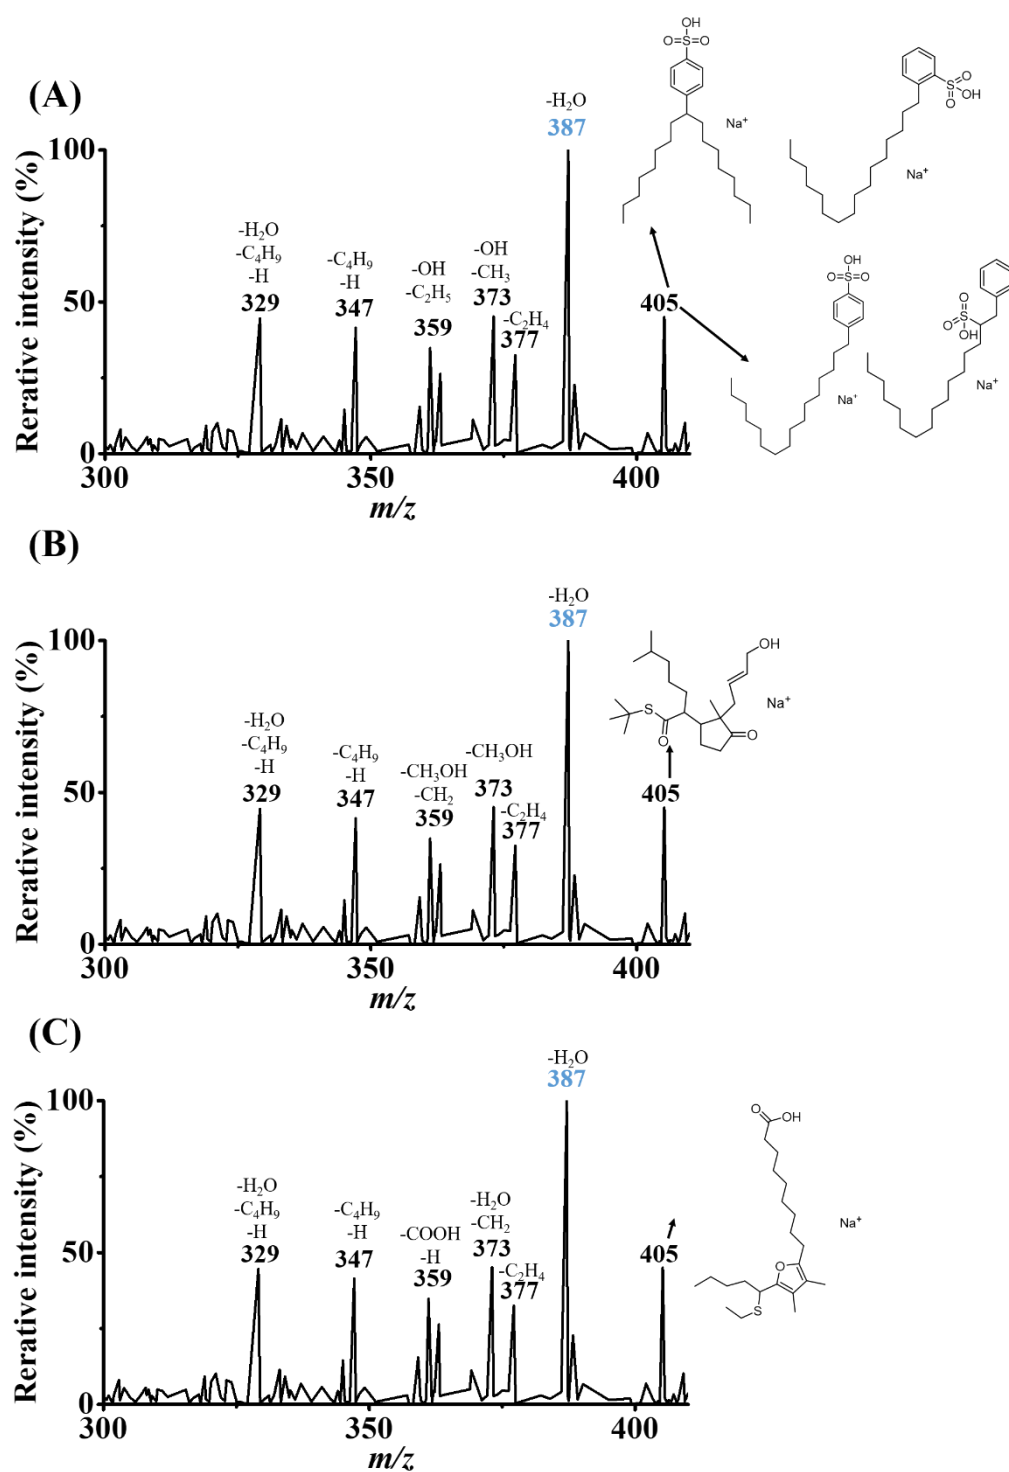 (A)
Rerative intensity (%)
100
50
0
300
350
400
m/z
-H₂O
-C₄H₉
-H
329
-C₄H₉
-H
347
-OH
-C₂H₅
359
-OH
-CH₃
373
-C₂H₄
377
-H₂O
387
405
OH
O=S=O
Na⁺
O
S
O
OH
Na⁺
OH
O=S=O
Na⁺
O
S
O
OH
Na⁺
(B)
Rerative intensity (%)
100
50
0
300
350
400
m/z
-H₂O
-C₄H₉
-H
329
-C₄H₉
-H
347
-CH₃OH
-CH₂
359
-CH₃OH
373
-C₂H₄
377
-H₂O
387
405
OH
S
O
O
Na⁺
(C)
Rerative intensity (%)
100
50
0
300
350
400
m/z
-H₂O
-C₄H₉
-H
329
-C₄H₉
-H
347
-COOH
-H
359
-H₂O
-CH₂
373
-C₂H₄
377
-H₂O
387
405
O
OH
O
S
Na⁺